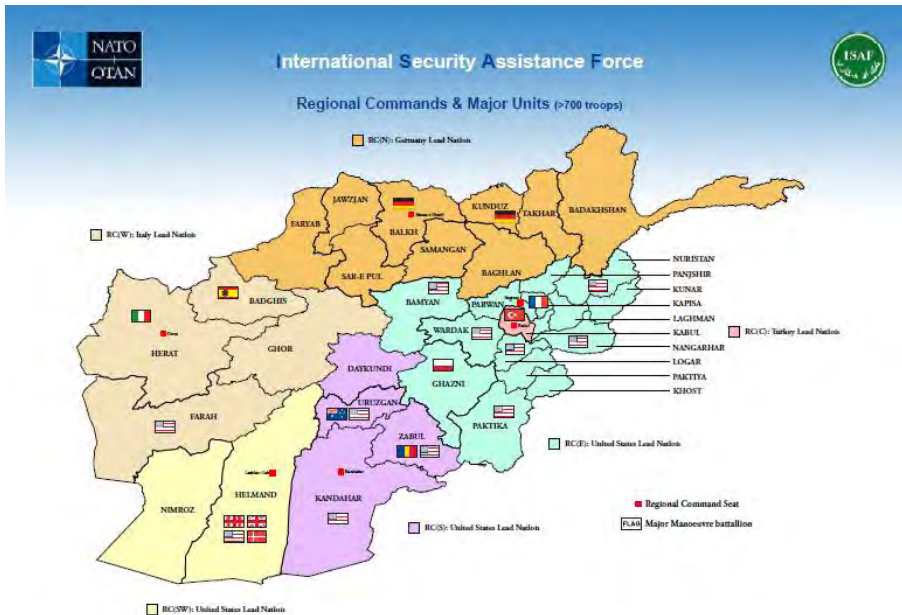 NATO
OTAN
International Security Assistance Force
ISAF
Regional Commands & Major Units (>700 troops)
RC(N): Germany Lead Nation
JAWZJAN
KUNDUZ
TAKHAR
BADAKHSHAN
FARYAB
BALKH
SAMANGAN
RC(W): Italy Lead Nation
SAR-E PUL
BAGHLAN
NURISTAN
PANJSHIR
BADGHIS
BAMYAN
PARWAN
KUNAR
KAPISA
LAGHMAN
WARDAK
KABUL
RC(C): Turkey Lead Nation
HERAT
GHOR
NANGARHAR
DAYKUNDI
LOGAR
GHAZNI
PAKTIYA
KHOST
URUZGAN
FARAH
PAKTIKA
ZABUL
RC(E): United States Lead Nation
KANDAHAR
HELMAND
NIMROZ
Regional Command Seat
FLAG Major Manoeuvre battallion
RC(S): United States Lead Nation
RC(SW): United States Lead Nation